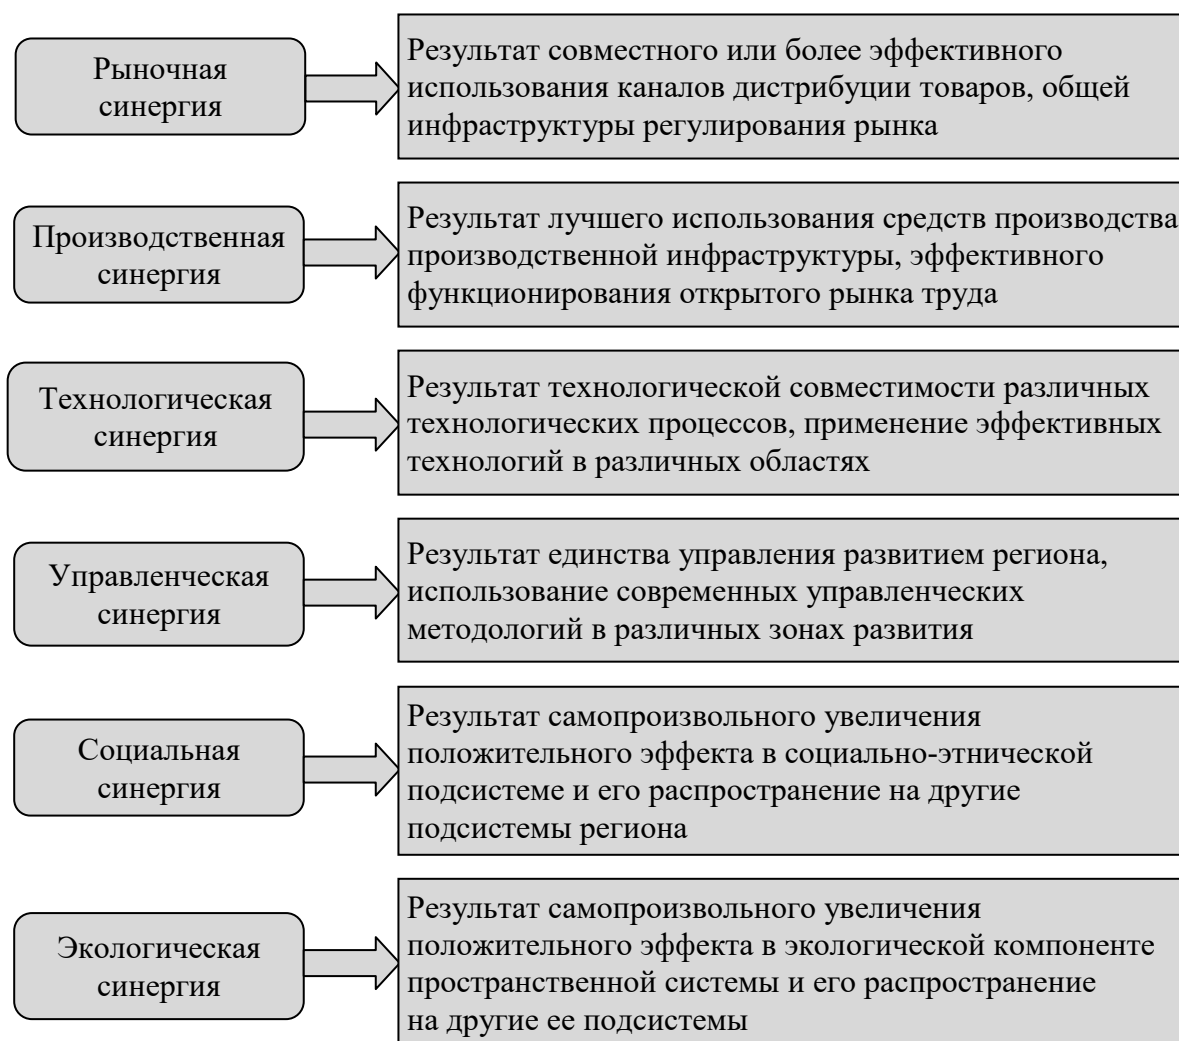 Рыночная
синергия
Результат совместного или более эффективного
использования каналов дистрибуции товаров, общей
инфраструктуры регулирования рынка
Производственная
синергия
Результат лучшего использования средств производства
производственной инфраструктуры, эффективного
функционирования открытого рынка труда
Технологическая
синергия
Результат технологической совместимости различных
технологических процессов, применение эффективных
технологий в различных областях
Управленческая
синергия
Результат единства управления развитием региона,
использование современных управленческих
методологий в различных зонах развития
Социальная
синергия
Результат самопроизвольного увеличения
положительного эффекта в социально-этнической
подсистеме и его распространение на другие
подсистемы региона
Экологическая
синергия
Результат самопроизвольного увеличения
положительного эффекта в экологической компоненте
пространственной системы и его распространение
на другие ее подсистемы